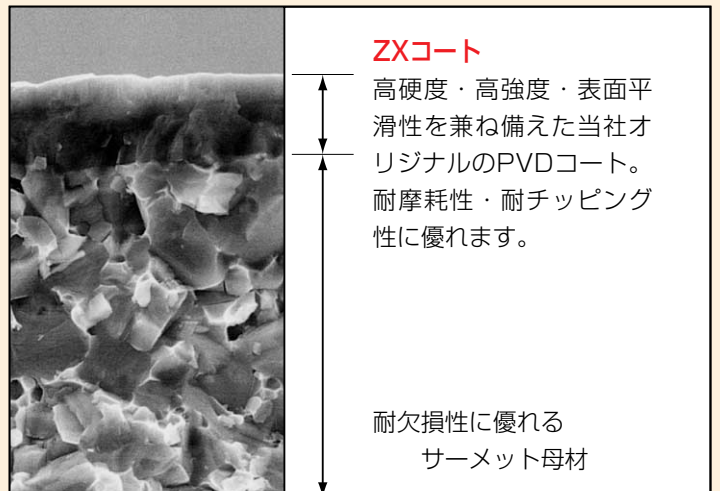 ZXコート
高硬度・高強度・表面平
滑性を兼ね備えた当社オ
リジナルのPVDコート。
耐摩耗性・耐チッピング
性に優れます。
耐欠損性に優れる
サーメット母材